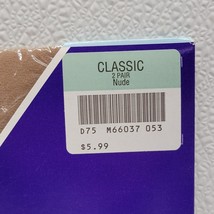 CLASSIC
2 PAIR
Nude
D75 M66037 053
$5.99